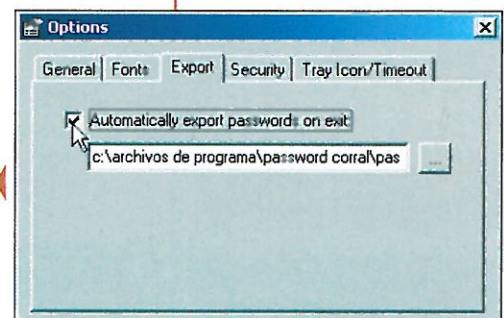 Options
General Fonts Export Security Tray Icon/Timeout
Automatically export passwords on exit
c:\archivos de programa\password corral\pas
...